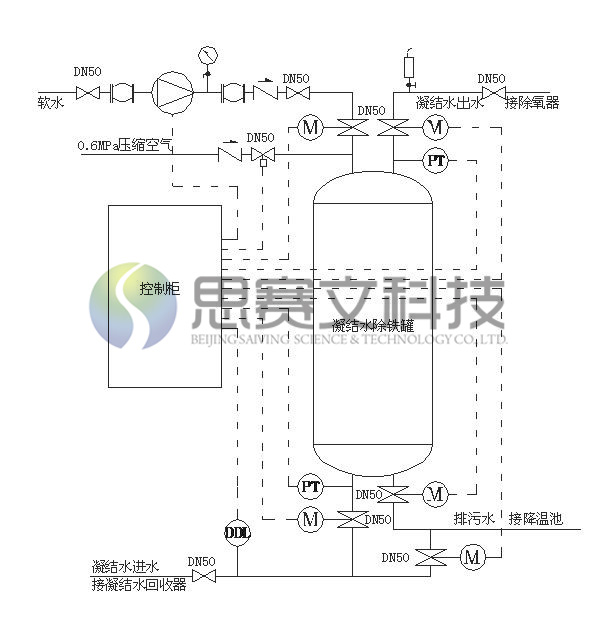 DN50
DN50
DN50
软水
凝结水出水
接除氧器
DN50
M
M
0.6MPa压缩空气
DN50
PT
控制柜
思赛文科技
凝结水除铁罐
BEIJING SAIVING SCIENCE & TECHNOLOGY CO.,LTD.
PT
DN50
M
M
DN50
排污水
接降温池
DDL
DN50
M
凝结水进水
DN50
接凝结水回收器